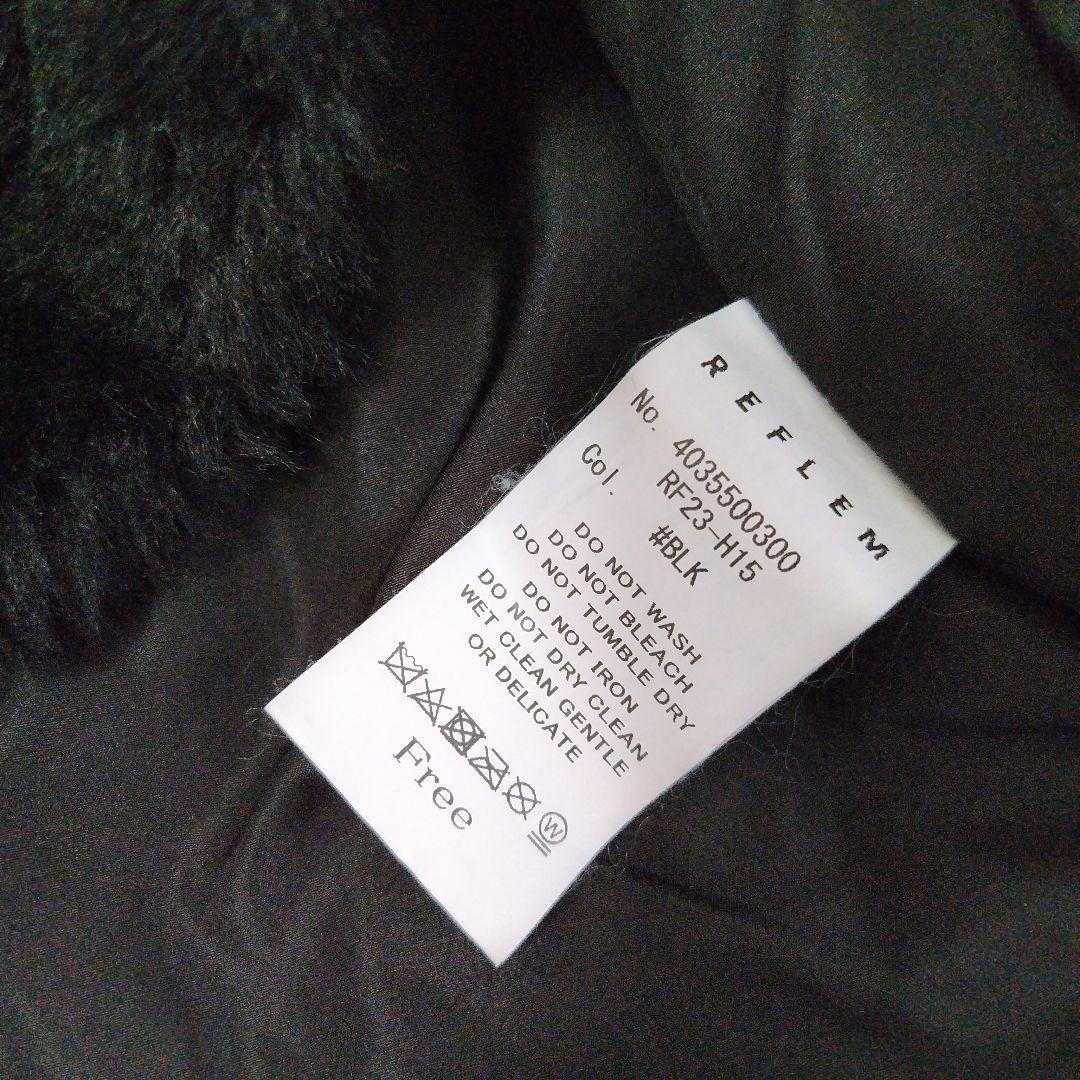 REFLEM
No. 4035500300
RF23-H15
Col. #BLK
DO NOT WASH
DO NOT BLEACH
DO NOT TUMBLE DRY
DO NOT IRON
DO NOT DRY CLEAN
WET CLEAN GENTLE
OR DELICATE
W
Free